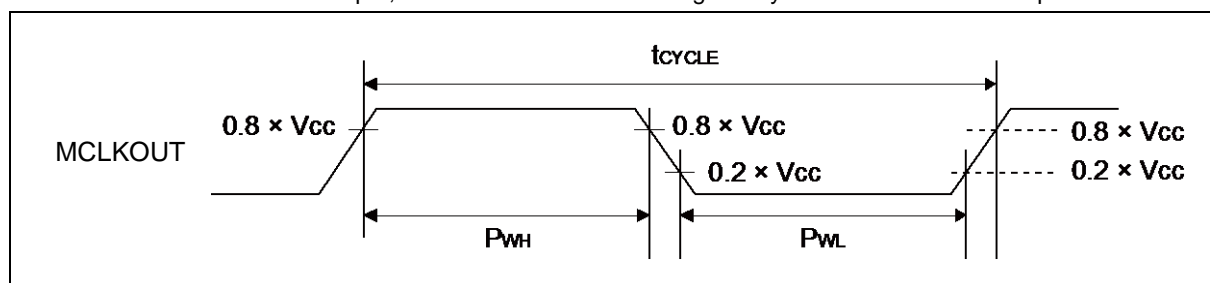 tCYCLE
0.8 × Vcc
0.8 × Vcc
0.8 × Vcc
MCLKOUT
0.2 × Vcc
0.2 × Vcc
PWH
PWL